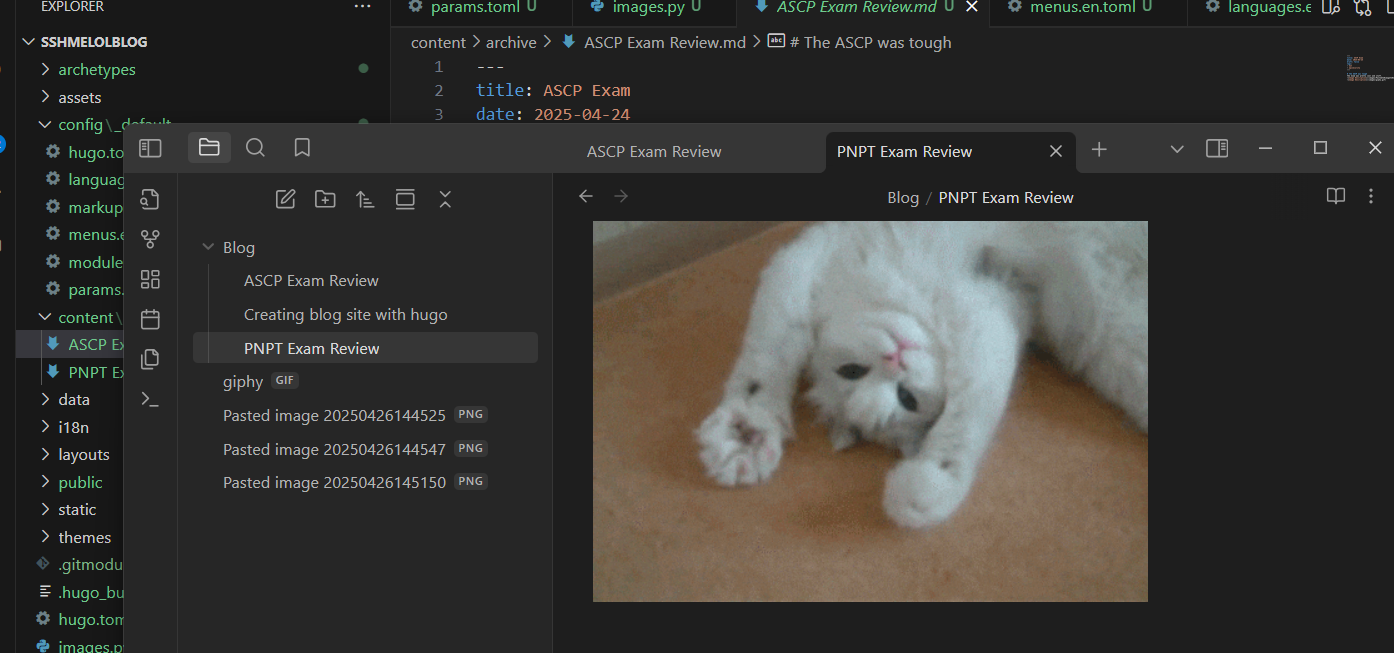 EXPLORER ...
params.toml U images.py U ASCP Exam Review.md U menus.en.toml U languages.e
SSHMELOLBLOG
content > archive > ASCP Exam Review.md > # The ASCP was tough
archetypes
1 ---
assets
2 title: ASCP Exam
config\_default
3 date: 2025-04-24
hugo.to
languag
markup
menus.e
module
params.
content\
ASCP Ex
PNPT Ex
data
i18n
layouts
public
static
themes
.gitmodu
.hugo_bu
hugo.tom
images.p
ASCP Exam Review PNPT Exam Review
Blog / PNPT Exam Review
Blog
ASCP Exam Review
Creating blog site with hugo
PNPT Exam Review
giphy GIF
Pasted image 20250426144525 PNG
Pasted image 20250426144547 PNG
Pasted image 20250426145150 PNG